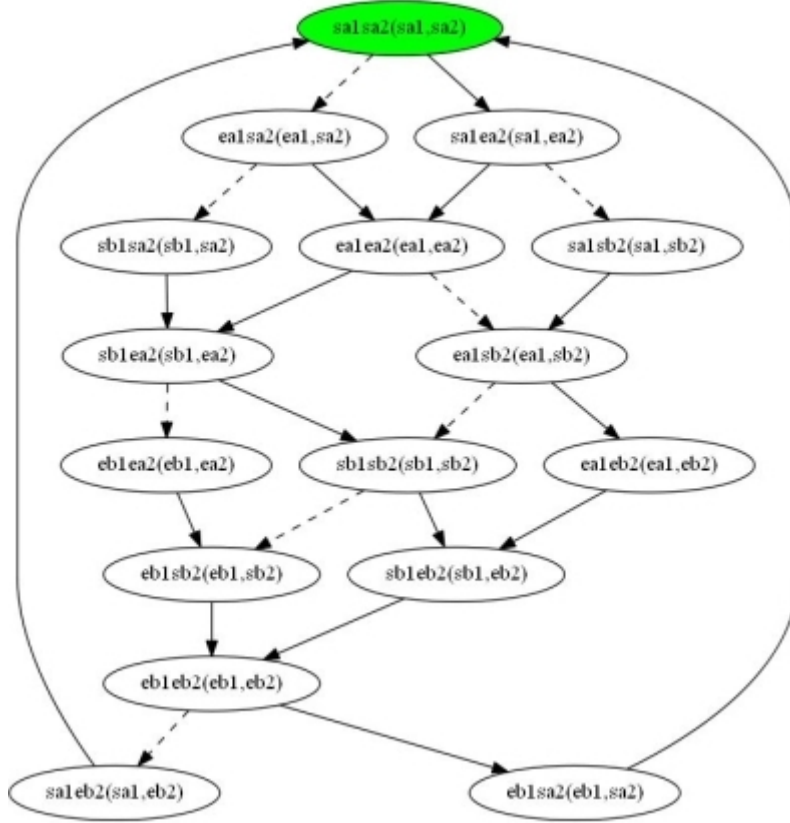 sa1sa2(sa1,sa2)
ea1sa2(ea1,sa2)
sa1ea2(sa1,ea2)
sb1sa2(sb1,sa2)
ea1ea2(ea1,ea2)
sa1sb2(sa1,sb2)
sb1ea2(sb1,ea2)
ea1sb2(ea1,sb2)
eb1ea2(eb1,ea2)
sb1sb2(sb1,sb2)
ea1eb2(ea1,eb2)
eb1sb2(eb1,sb2)
sb1eb2(sb1,eb2)
eb1eb2(eb1,eb2)
sa1eb2(sa1,eb2)
eb1sa2(eb1,sa2)